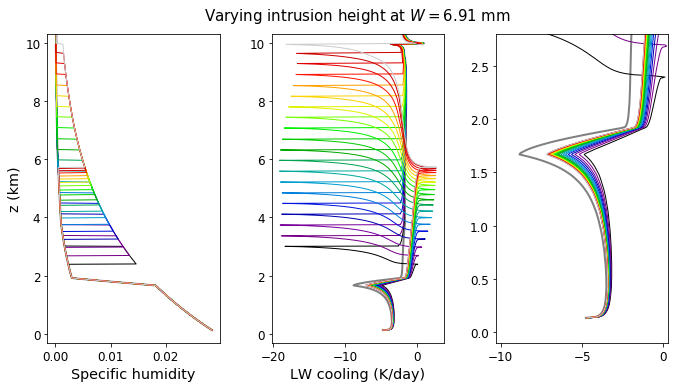 Varying intrusion height at W = 6.91 mm
10
8
6
4
2
0
z (km)
0.00 0.01 0.02
Specific humidity
10
8
6
4
2
0
−20 −10 0
LW cooling (K/day)
2.5
2.0
1.5
1.0
0.5
0.0
−10 −5 0